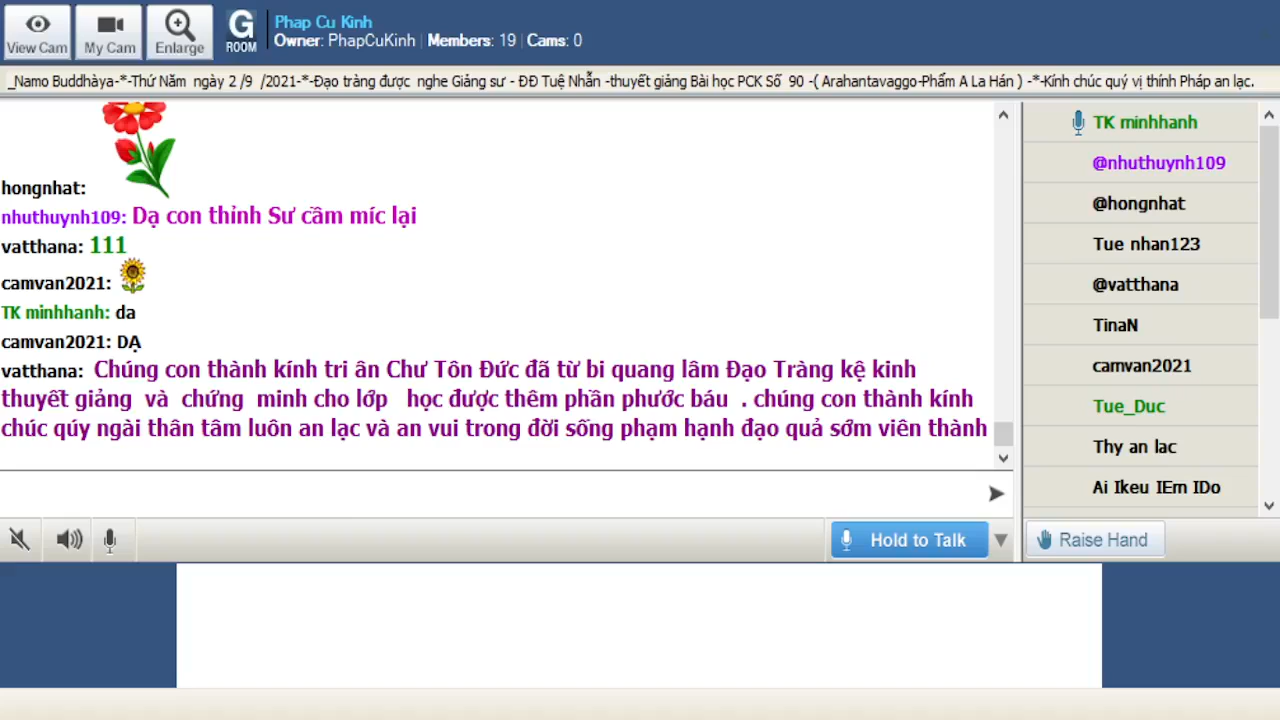 View Cam
My Cam
Enlarge
G
ROOM
Phap Cu Kinh
Owner: PhapCuKinh | Members: 19 | Cams: 0
_Namo Buddhàya-*-Thứ Năm ngày 2 /9 /2021-*-Đạo tràng được nghe Giảng sư - ĐĐ Tuệ Nhẫn -thuyết giảng Bài học PCK Số 90 -( Arahantavaggo-Phẩm A La Hán ) -*-Kính chúc quý vị thính Pháp an lạc.
hongnhat:
nhuthuynh109: Dạ con thỉnh Sư cầm míc lại
vatthana: 111
camvan2021:
TK minhhanh: da
camvan2021: DẠ
vatthana: Chúng con thành kính tri ân Chư Tôn Đức đã từ bi quang lâm Đạo Tràng kệ kinh
thuyết giảng và chứng minh cho lớp học được thêm phần phước báu . chúng con thành kính
chúc qúy ngài thân tâm luôn an lạc và an vui trong đời sống phạm hạnh đạo quả sớm viên thành
TK minhhanh
@nhuthuynh109
@hongnhat
Tue nhan123
@vatthana
TinaN
camvan2021
Tue_Duc
Thy an lac
Ai Ikeu IEm IDo
Hold to Talk
Raise Hand